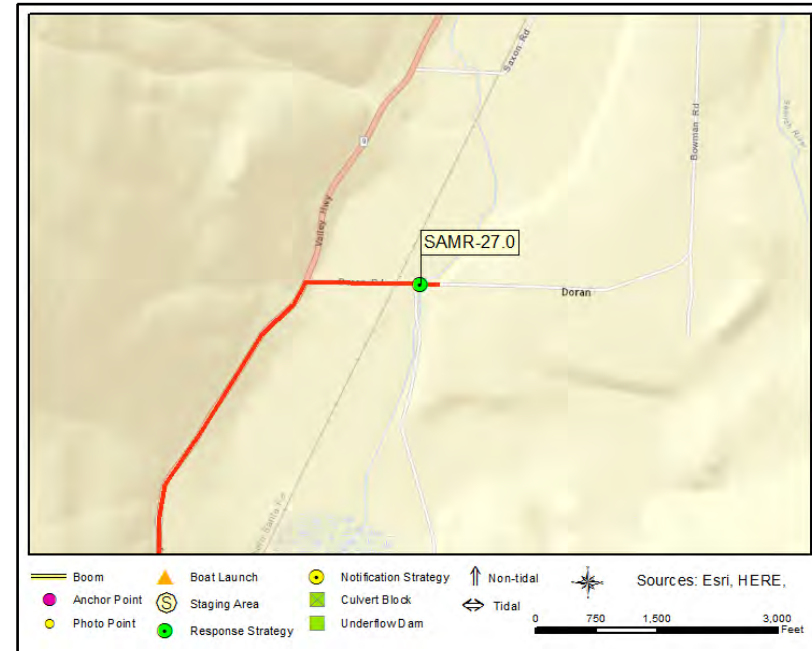 Saxon Rd
Bowman Rd
9
Valley Hwy
SAMR-27.0
Doran
Boom
Boat Launch
Notification Strategy
Non-tidal
Sources: Esri, HERE,
Anchor Point
Staging Area
Culvert Block
Tidal
Photo Point
Response Strategy
Underflow Dam
0 750 1,500 3,000
Feet